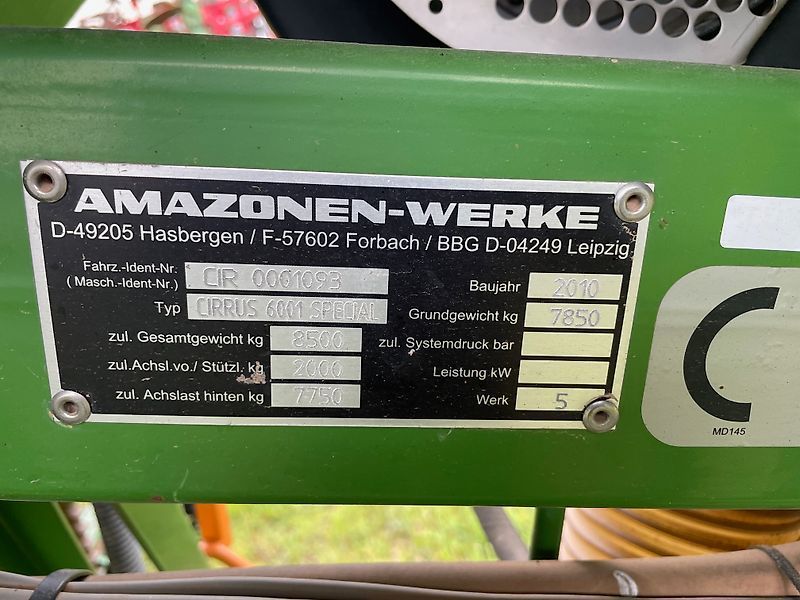 AMAZONEN-WERKE
D-49205 Hasbergen / F-57602 Forbach / BBG D-04249 Leipzig
Fahrz.-Ident-Nr.
( Masch.-Ident-Nr.) CIR 0001093
Typ CIRRUS 6001 SPECIAL
zul. Gesamtgewicht kg 8500
zul.Achsl.vo./ Stützl. kg 2000
zul. Achslast hinten kg 7750
Baujahr 2010
Grundgewicht kg 7850
zul. Systemdruck bar
Leistung kW
Werk 5
C
MD145